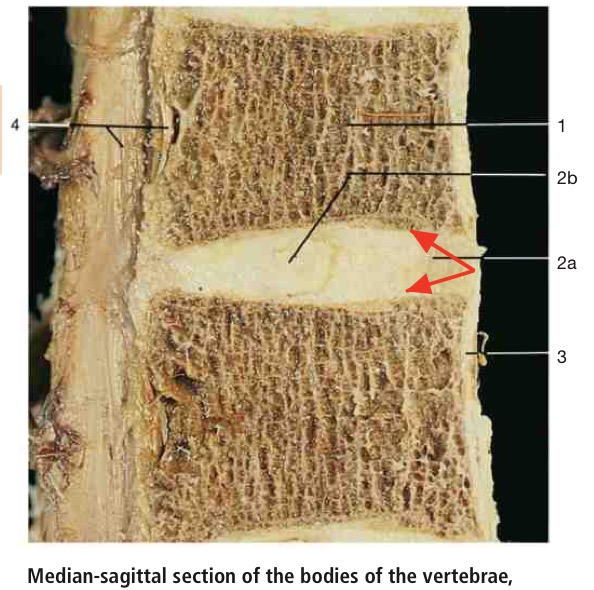 4
1
2b
2a
3
Median-sagittal section of the bodies of the vertebrae,